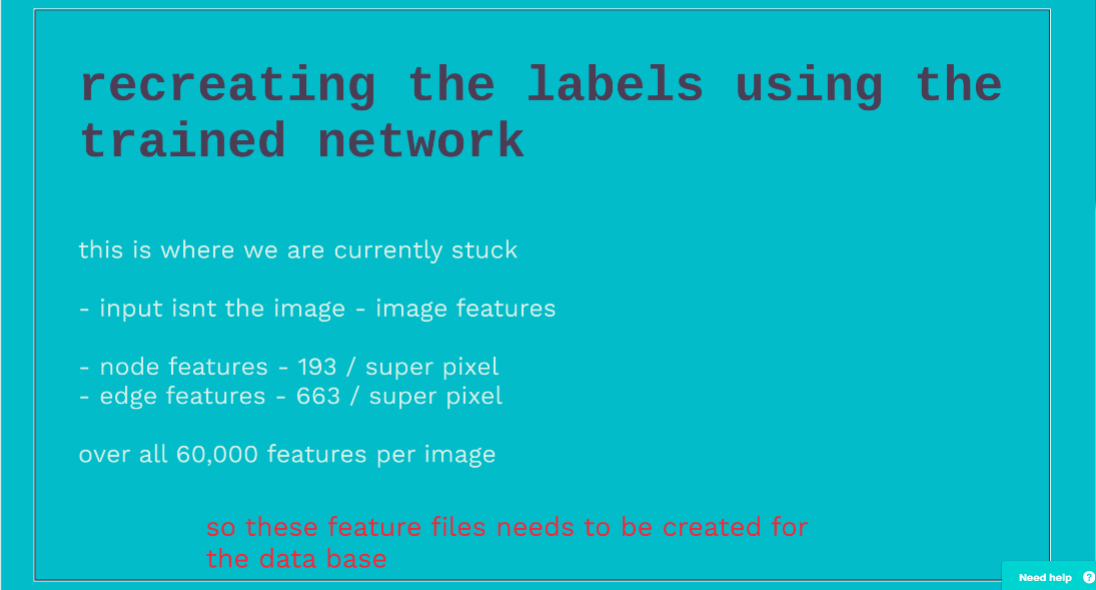 recreating the labels using the
trained network
this is where we are currently stuck
- input isnt the image - image features
- node features - 193 / super pixel
- edge features - 663 / super pixel
over all 60,000 features per image
so these feature files needs to be created for
the data base
Need help ?